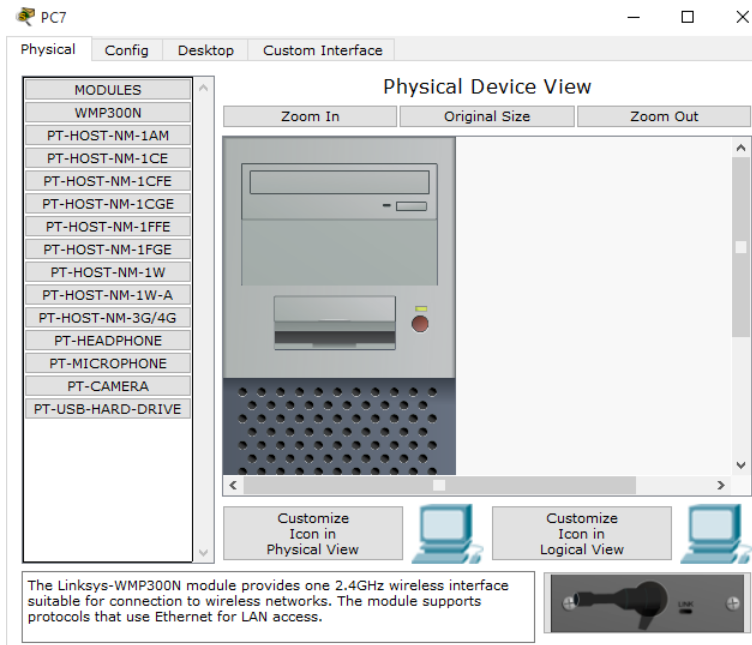 PC7
Physical Config Desktop Custom Interface
MODULES
WMP300N
PT-HOST-NM-1AM
PT-HOST-NM-1CE
PT-HOST-NM-1CFE
PT-HOST-NM-1CGE
PT-HOST-NM-1FFE
PT-HOST-NM-1FGE
PT-HOST-NM-1W
PT-HOST-NM-1W-A
PT-HOST-NM-3G/4G
PT-HEADPHONE
PT-MICROPHONE
PT-CAMERA
PT-USB-HARD-DRIVE
Physical Device View
Zoom In Original Size Zoom Out
Customize
Icon in
Physical View
Customize
Icon in
Logical View
The Linksys-WMP300N module provides one 2.4GHz wireless interface
suitable for connection to wireless networks. The module supports
protocols that use Ethernet for LAN access.
LINK